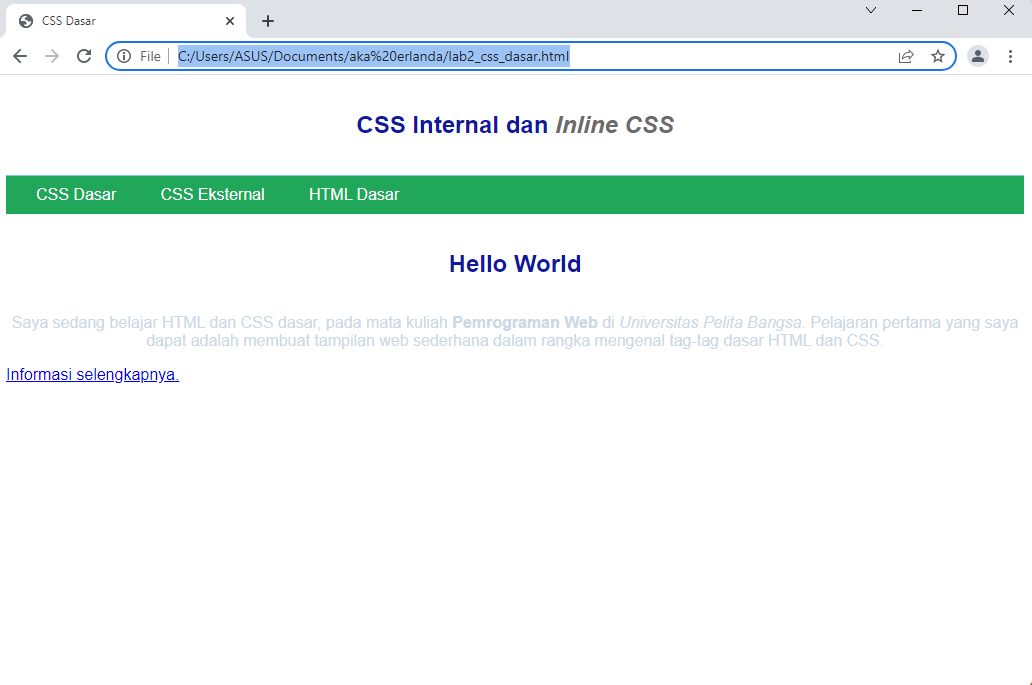 CSS Dasar
File C:/Users/ASUS/Documents/aka%20erlanda/lab2_css_dasar.html
CSS Internal dan Inline CSS
CSS Dasar CSS Eksternal HTML Dasar
Hello World
Saya sedang belajar HTML dan CSS dasar, pada mata kuliah Pemrograman Web di Universitas Pelita Bangsa. Pelajaran pertama yang saya
dapat adalah membuat tampilan web sederhana dalam rangka mengenal tag-tag dasar HTML dan CSS.
Informasi selengkapnya.